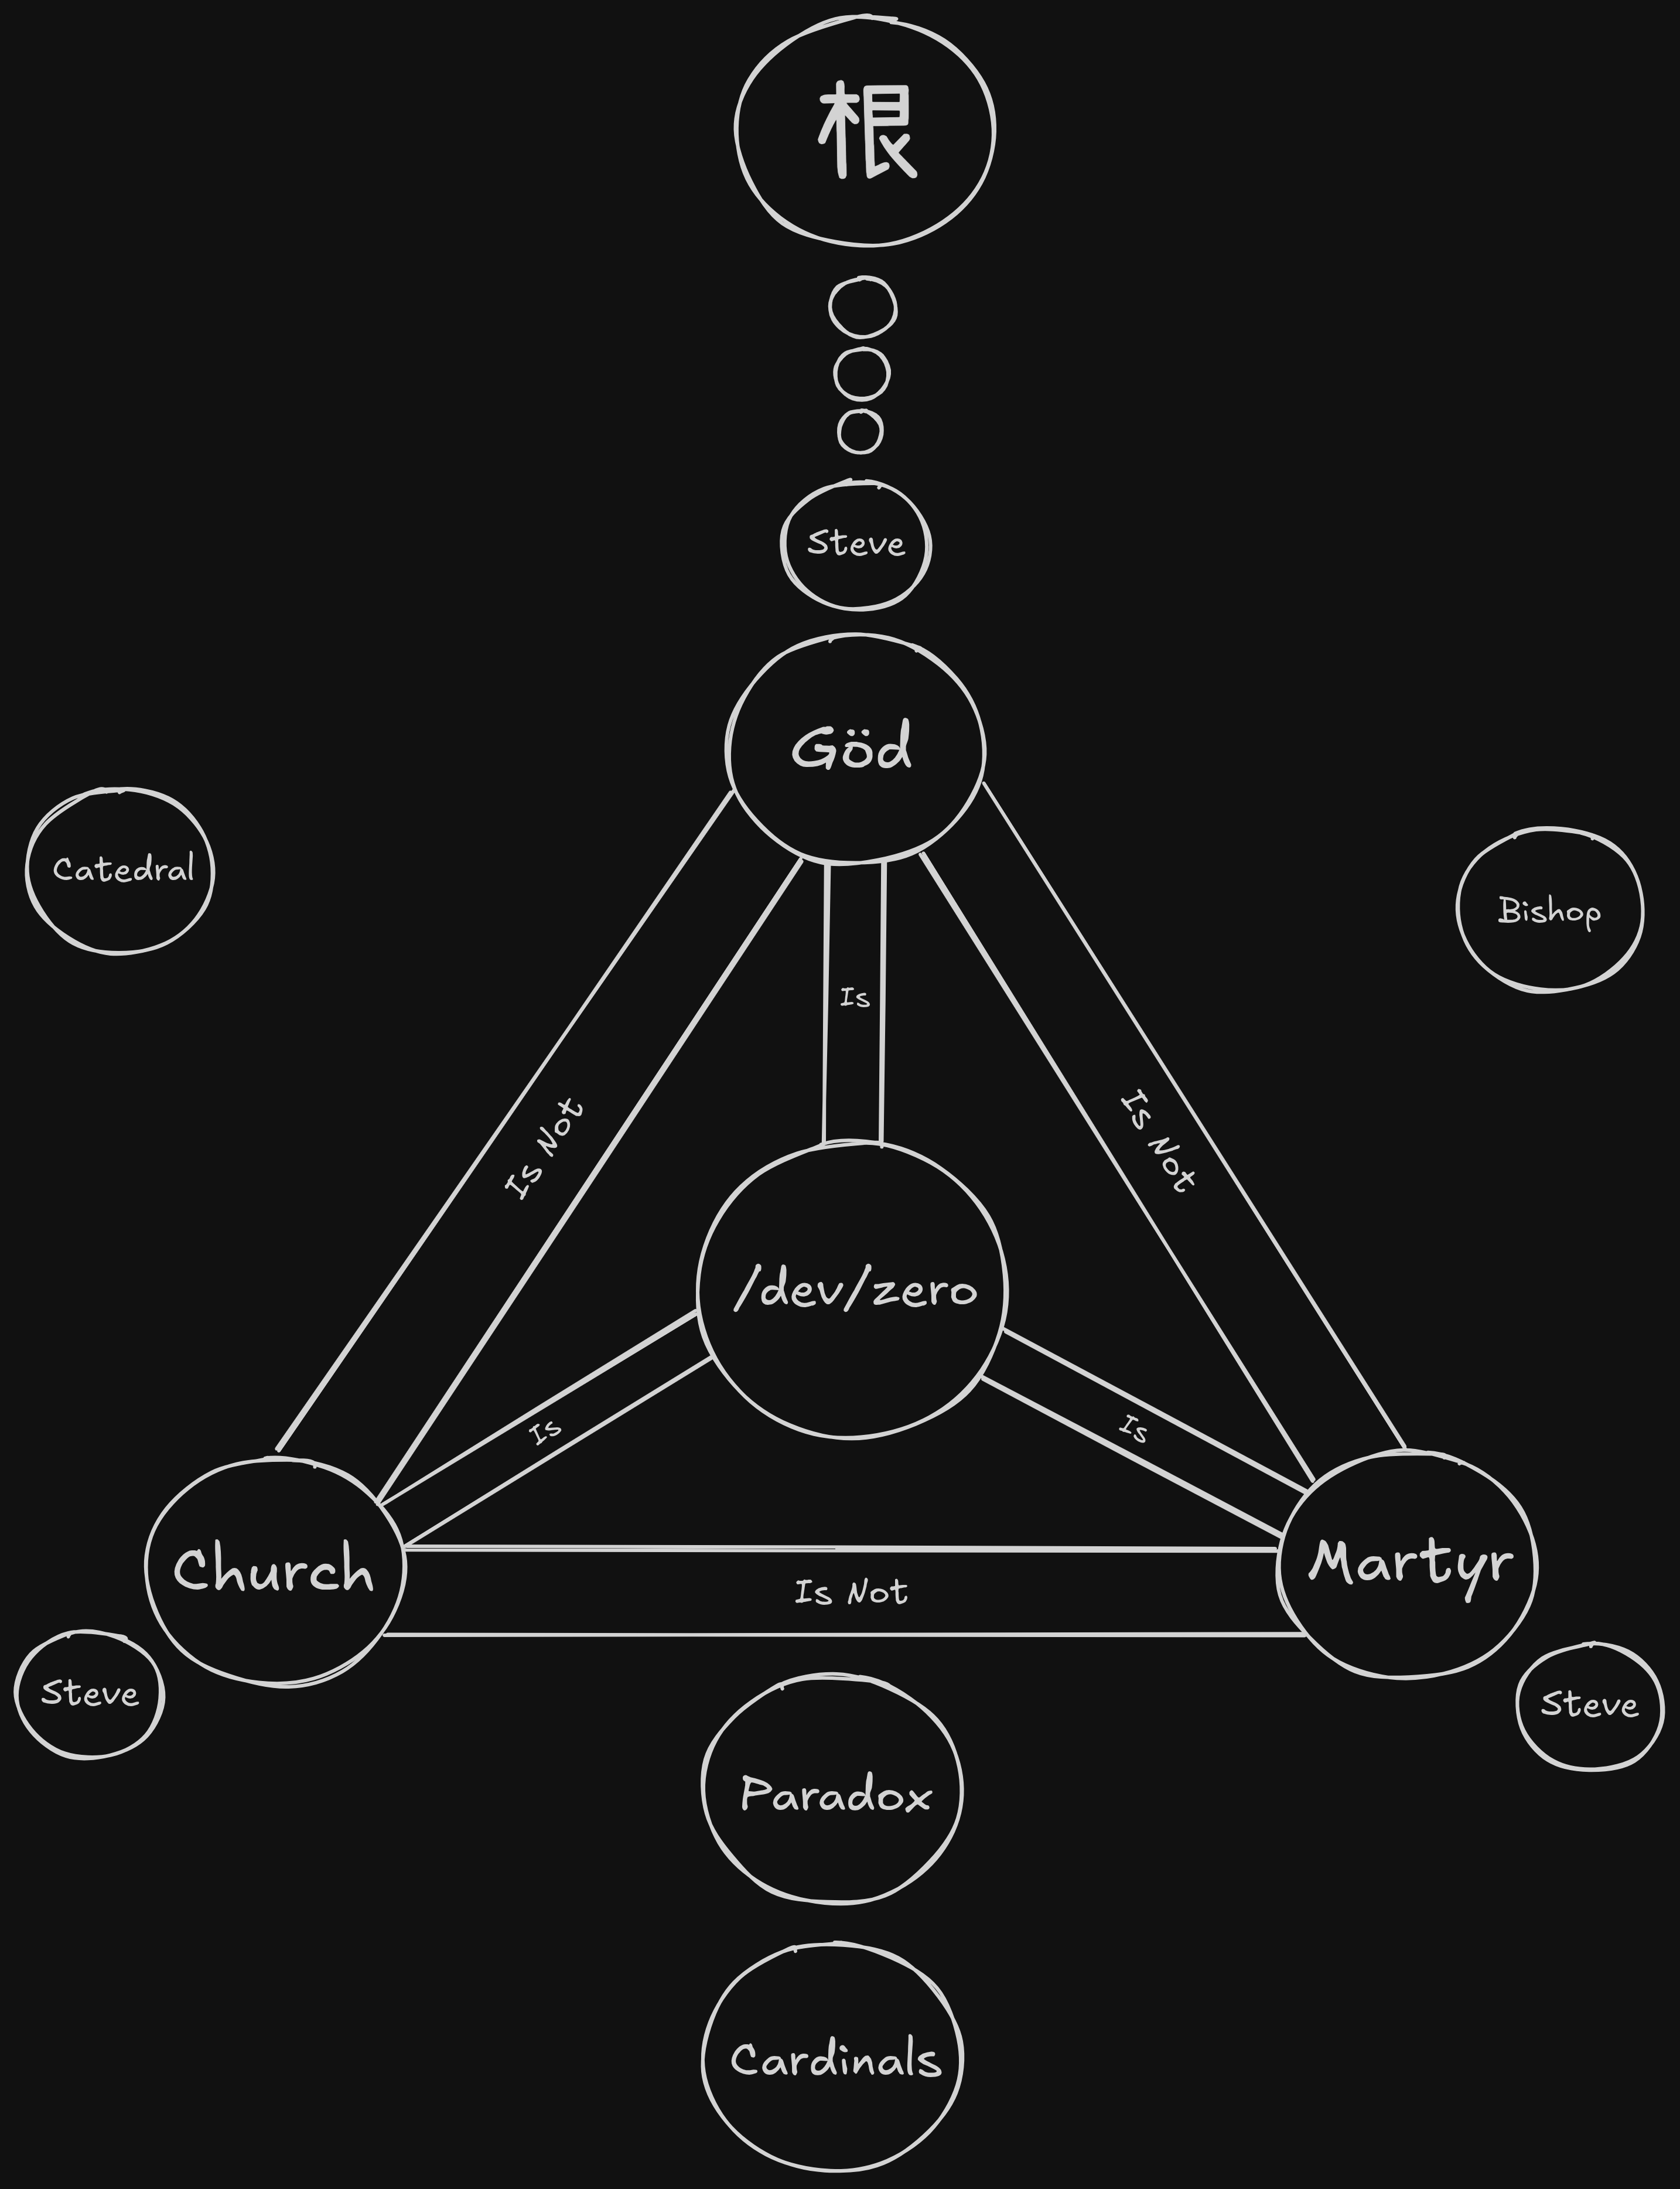 根
Steve
Göd
Catedral
Bishop
Is
Is Not
Is Not
/dev/zero
Is
Is
Church
Martyr
Is Not
Steve
Steve
Paradox
Cardinals